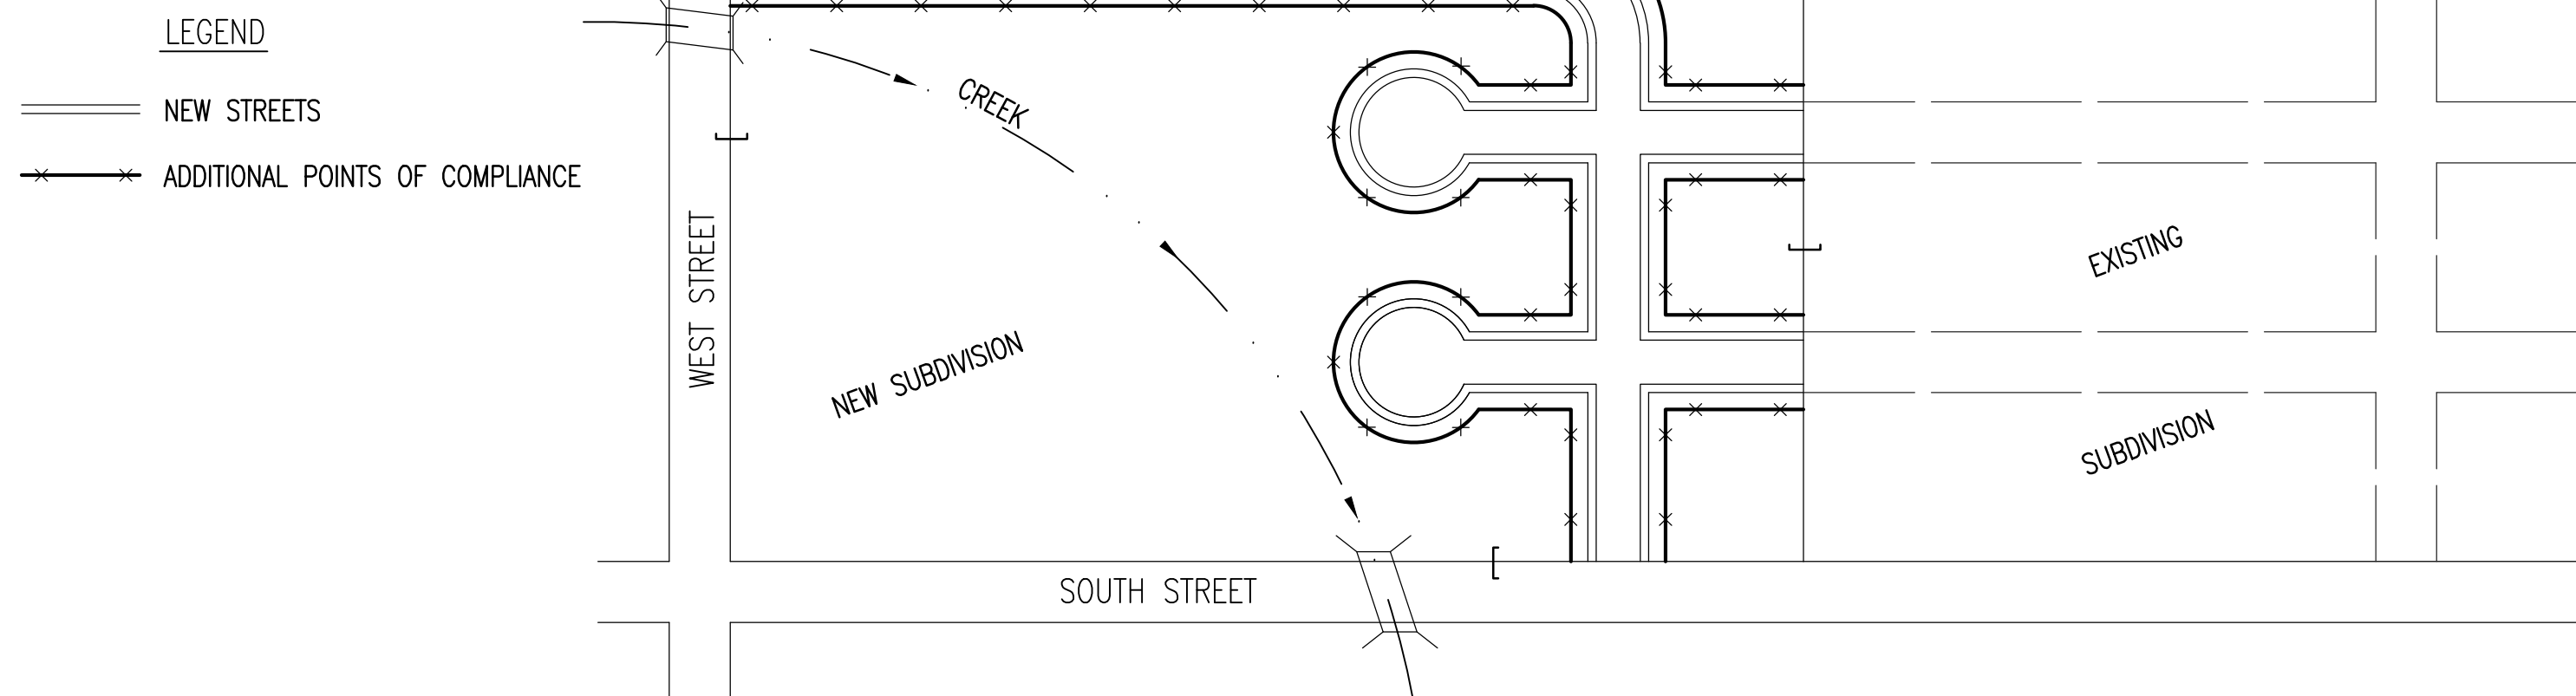 LEGEND
NEW STREETS
ADDITIONAL POINTS OF COMPLIANCE
CREEK
WEST STREET
NEW SUBDIVISION
EXISTING
SUBDIVISION
SOUTH STREET